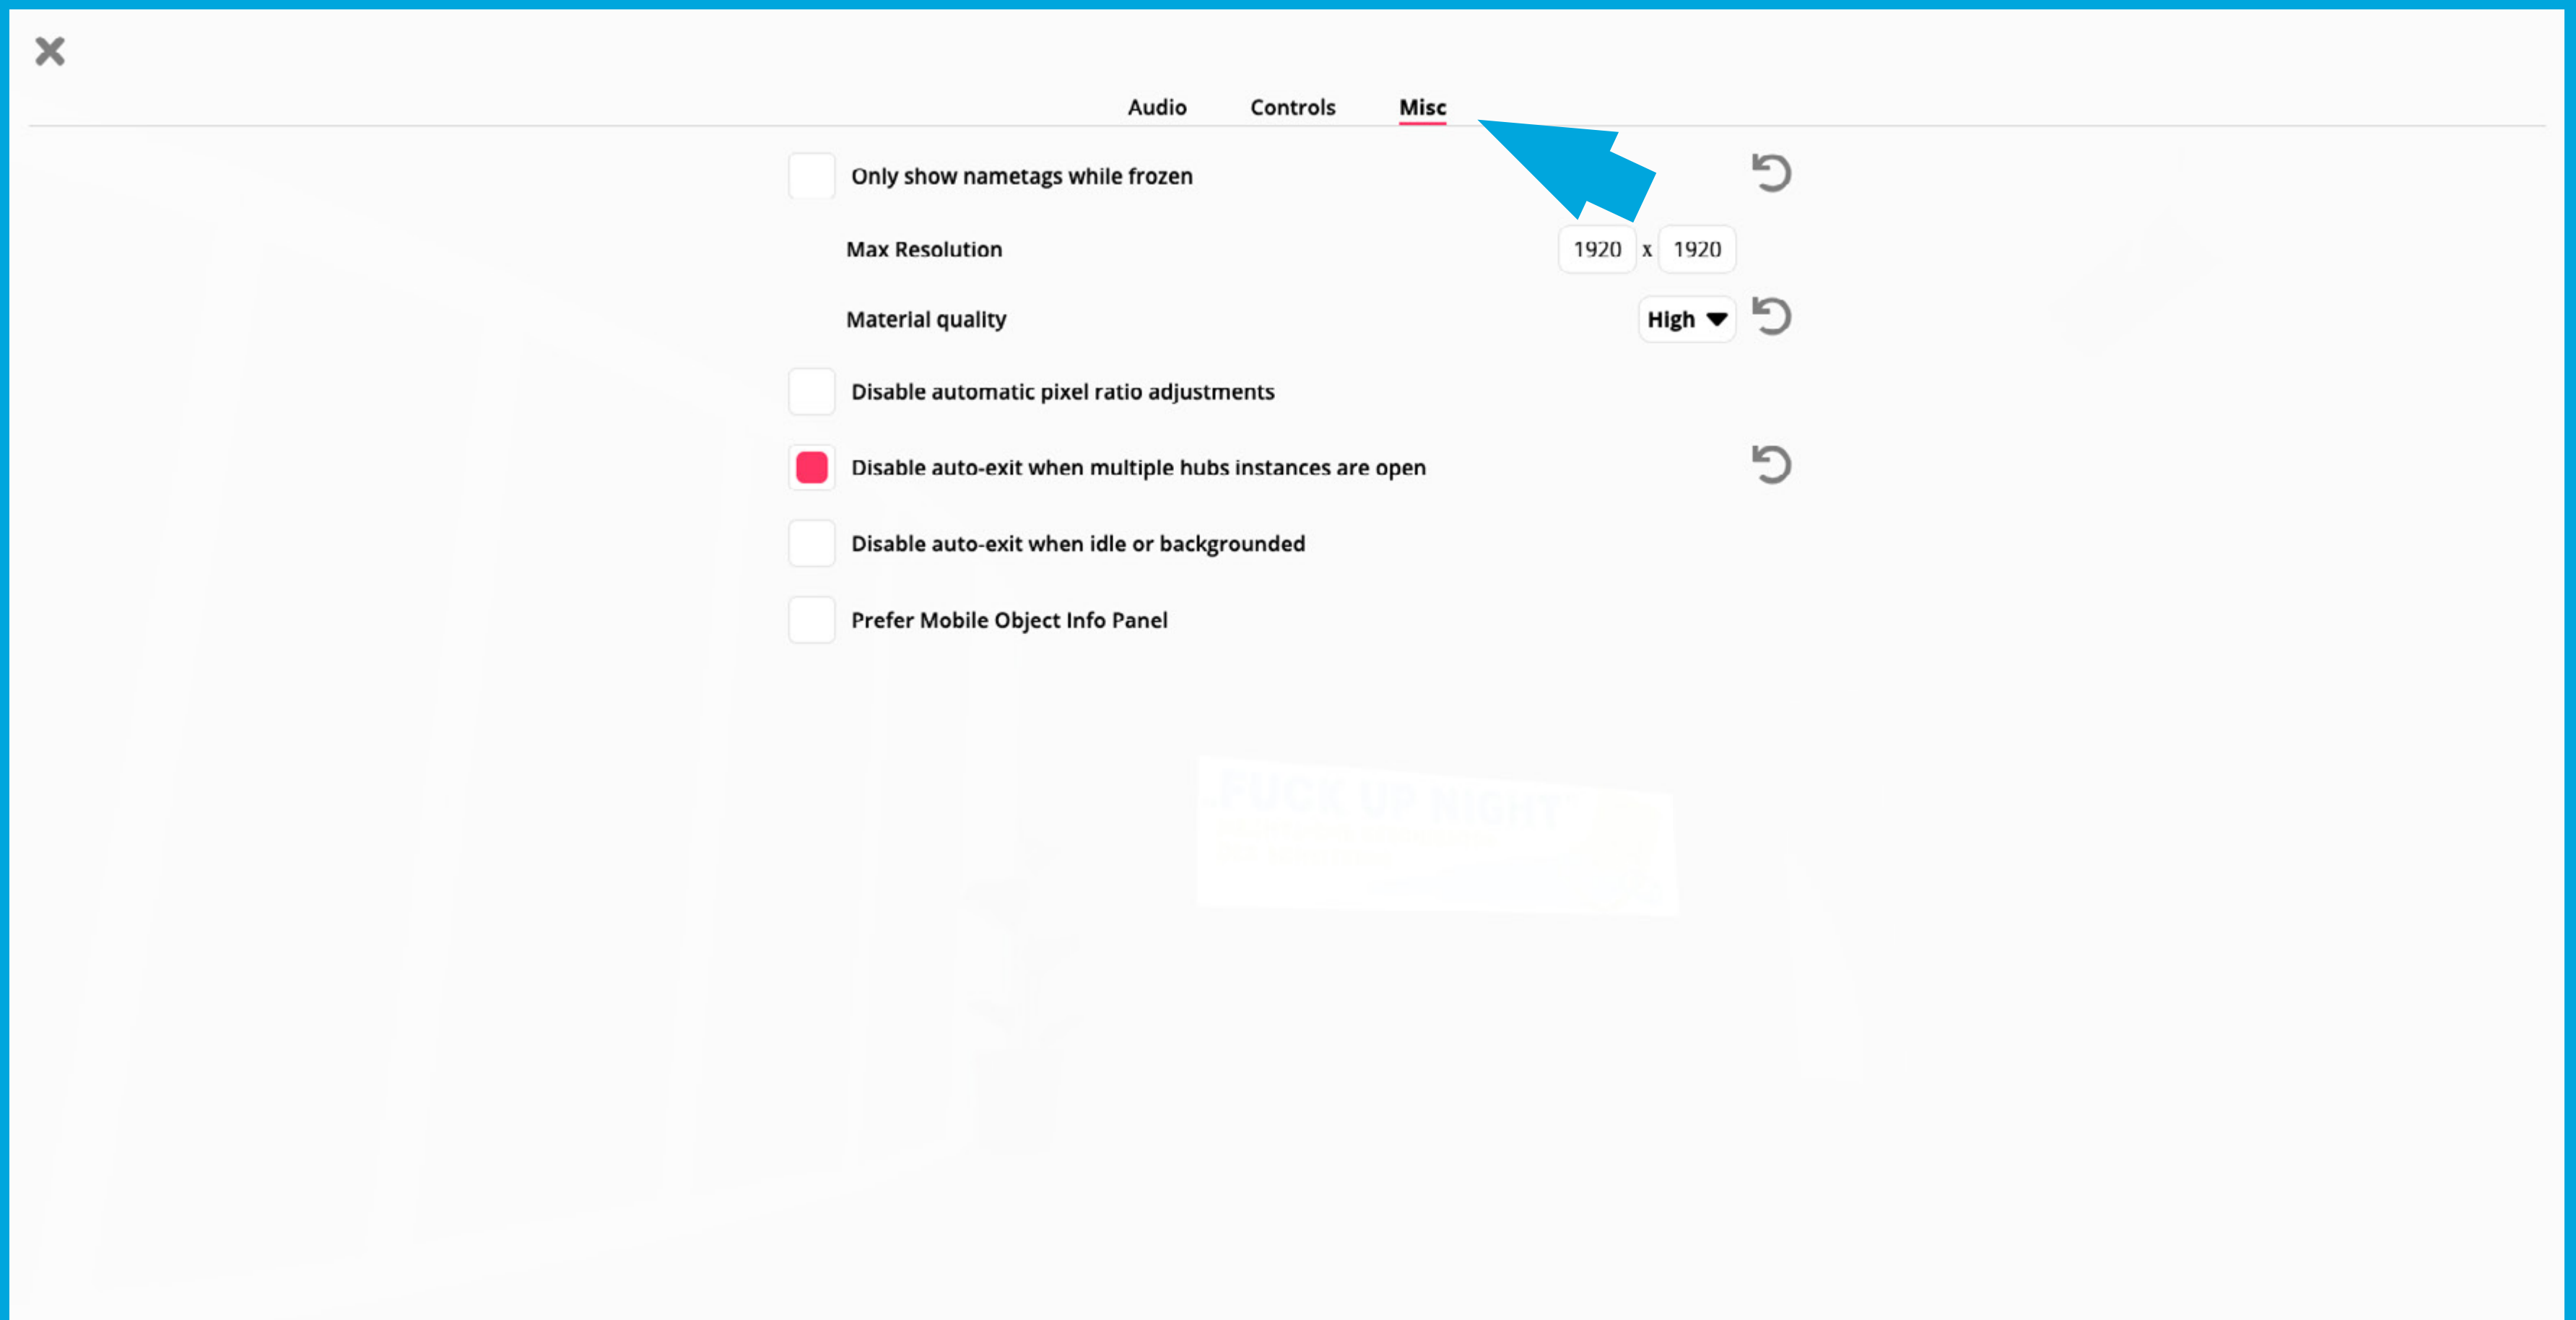 Audio Controls Misc
Only show nametags while frozen
Max Resolution 1920 x 1920
Material quality High
Disable automatic pixel ratio adjustments
Disable auto-exit when multiple hubs instances are open
Disable auto-exit when idle or backgrounded
Prefer Mobile Object Info Panel
FUCK UP NIGHT